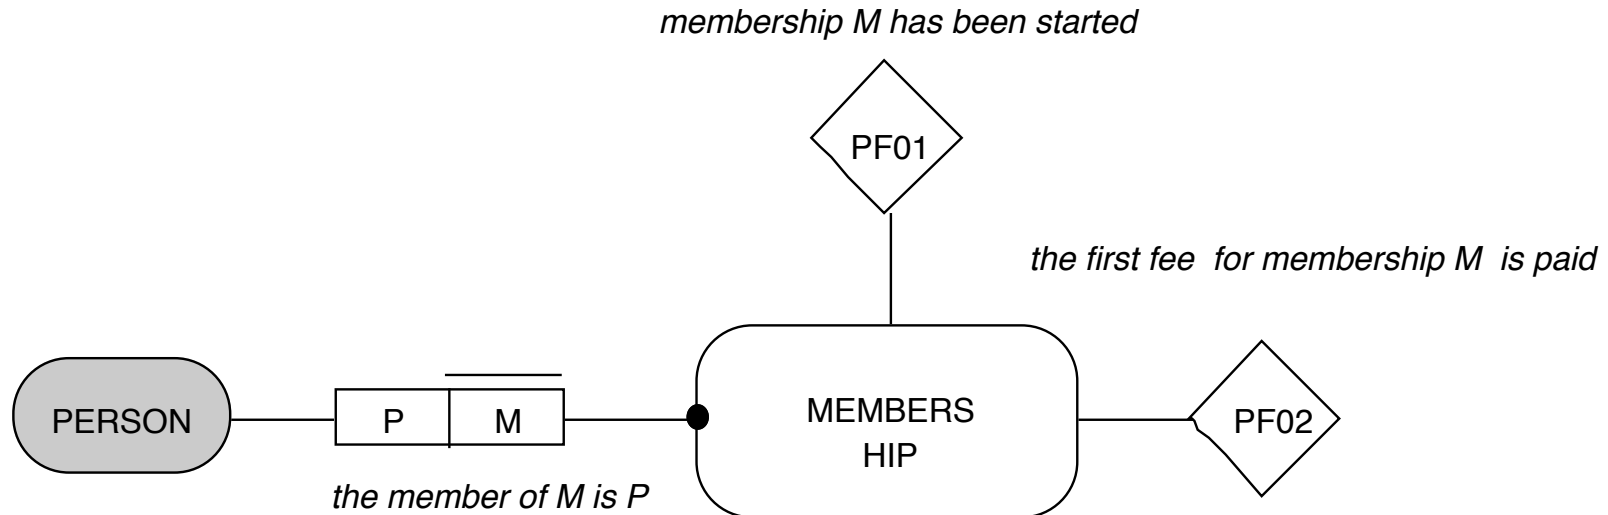 membership M has been started
PF01
the first fee for membership M is paid
PERSON
P
M
MEMBERS
HIP
PF02
the member of M is P